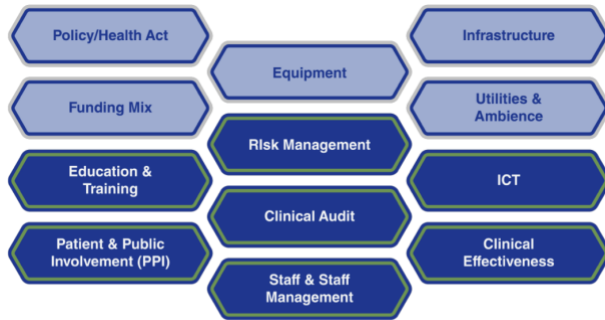 Policy/Health Act
Infrastructure
Equipment
Funding Mix
Utilities &
Ambience
RIsk Management
Education &
Training
ICT
Clinical Audit
Patient & Public
Involvement (PPI)
Clinical
Effectiveness
Staff & Staff
Management